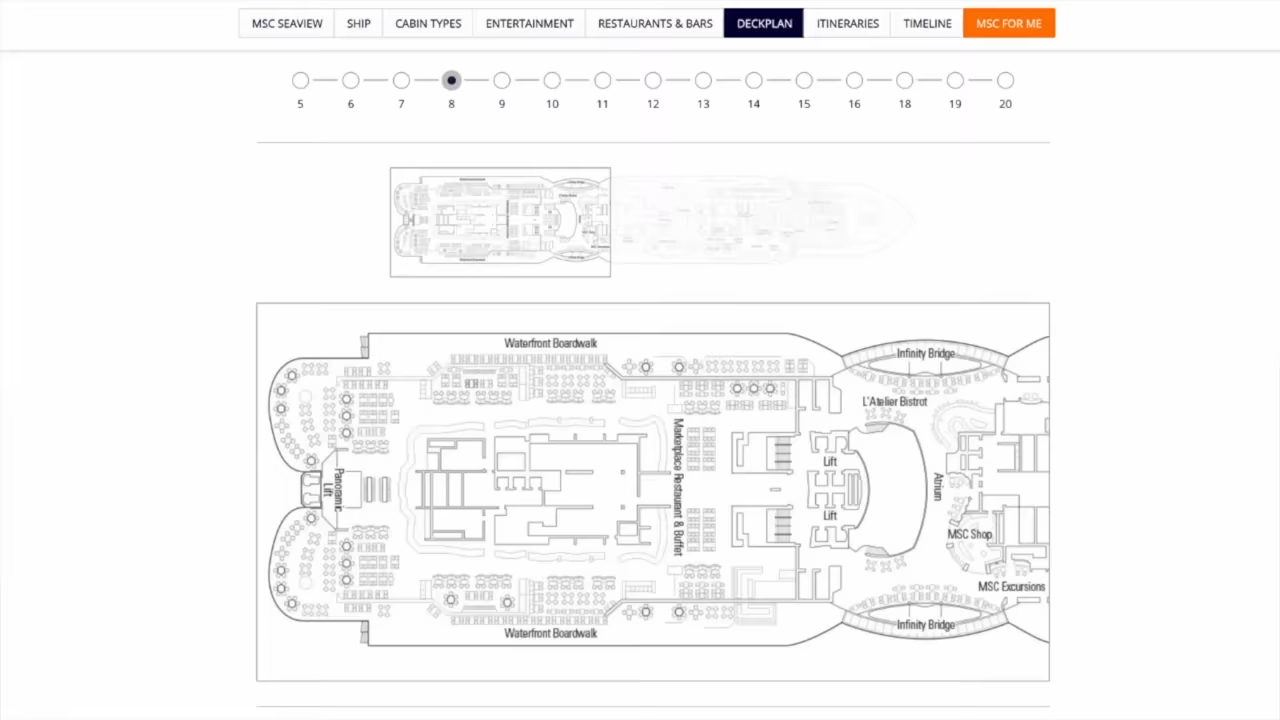 MSC SEAVIEW SHIP CABIN TYPES ENTERTAINMENT RESTAURANTS & BARS DECKPLAN ITINERARIES TIMELINE MSC FOR ME
5 6 7 8 9 10 11 12 13 14 15 16 18 19 20
Waterfront Boardwalk
Infinity Bridge
L'Atelier Bistrot
Marketplace Restaurant & Buffet
Lift
Panoramic
Lift
Atrium
Lift
MSC Shop
MSC Excursions
Infinity Bridge
Waterfront Boardwalk